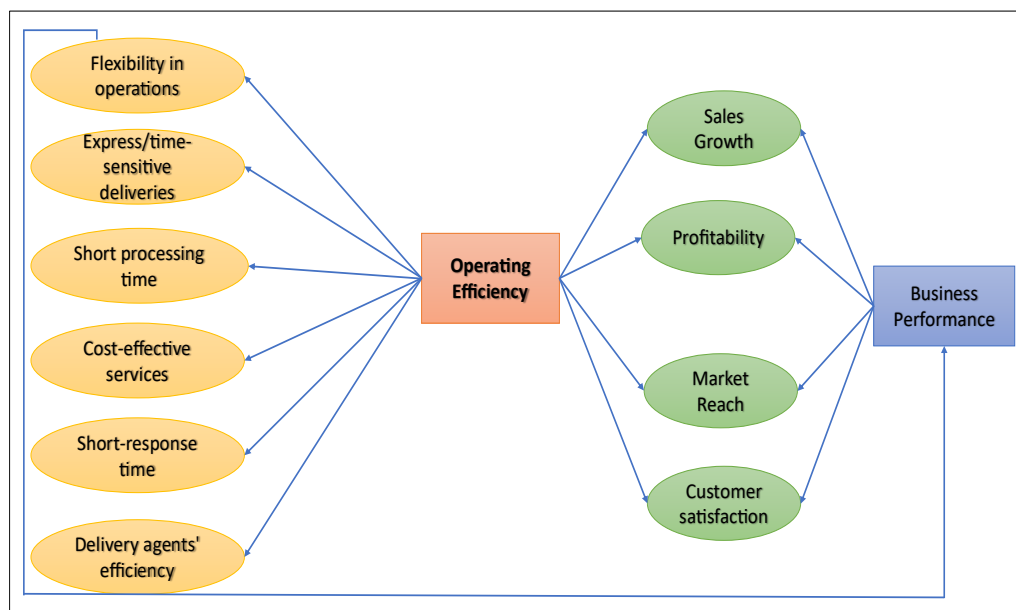 Flexibility in
operations
Express/time-
sensitive
deliveries
Short processing
time
Cost-effective
services
Short-response
time
Delivery agents'
efficiency
Operating
Efficiency
Sales
Growth
Profitability
Market
Reach
Customer
satisfaction
Business
Performance